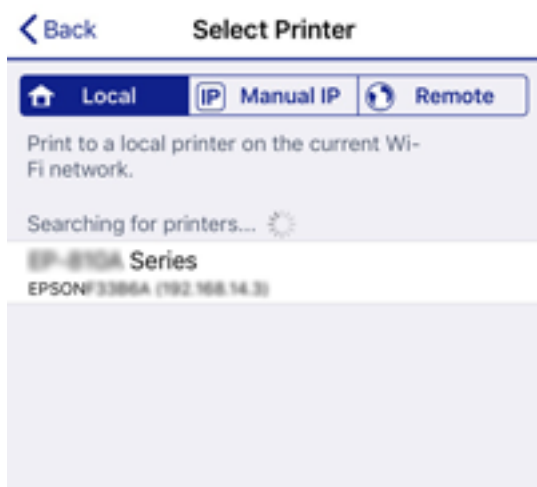 Back
Select Printer
Local
IP Manual IP
Remote
Print to a local printer on the current Wi-
Fi network.
Searching for printers...
Series
EPSON